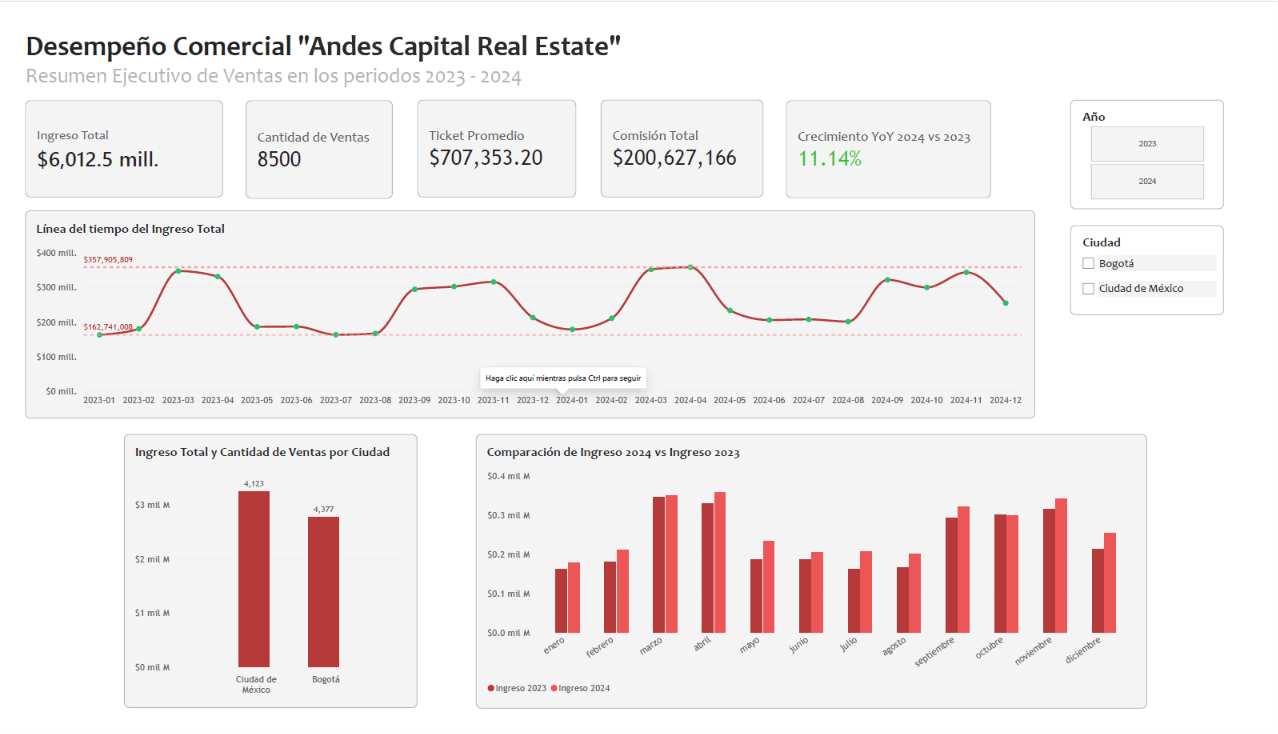 Desempeño Comercial "Andes Capital Real Estate"
Resumen Ejecutivo de Ventas en los periodos 2023 - 2024
Ingreso Total
$6,012.5 mill.
Cantidad de Ventas
8500
Ticket Promedio
$707,353.20
Comisión Total
$200,627,166
Crecimiento YoY 2024 vs 2023
11.14%
Año
2023
2024
Ciudad
Bogotá
Ciudad de México
Línea del tiempo del Ingreso Total
$400 mill.
$357,905,809
$300 mill.
$200 mill.
$162,741,008
$100 mill.
$0 mill.
Haga clic aquí mientras pulsa Ctrl para seguir
2023-01 2023-02 2023-03 2023-04 2023-05 2023-06 2023-07 2023-08 2023-09 2023-10 2023-11 2023-12 2024-01 2024-02 2024-03 2024-04 2024-05 2024-06 2024-07 2024-08 2024-09 2024-10 2024-11 2024-12
Ingreso Total y Cantidad de Ventas por Ciudad
4,123
4,377
$3 mil M
$2 mil M
$1 mil M
$0 mil M
Ciudad de
México
Bogotá
Comparación de Ingreso 2024 vs Ingreso 2023
$0.4 mil M
$0.3 mil M
$0.2 mil M
$0.1 mil M
$0.0 mil M
enero febrero marzo abril mayo junio julio agosto septiembre octubre noviembre diciembre
Ingreso 2023 Ingreso 2024